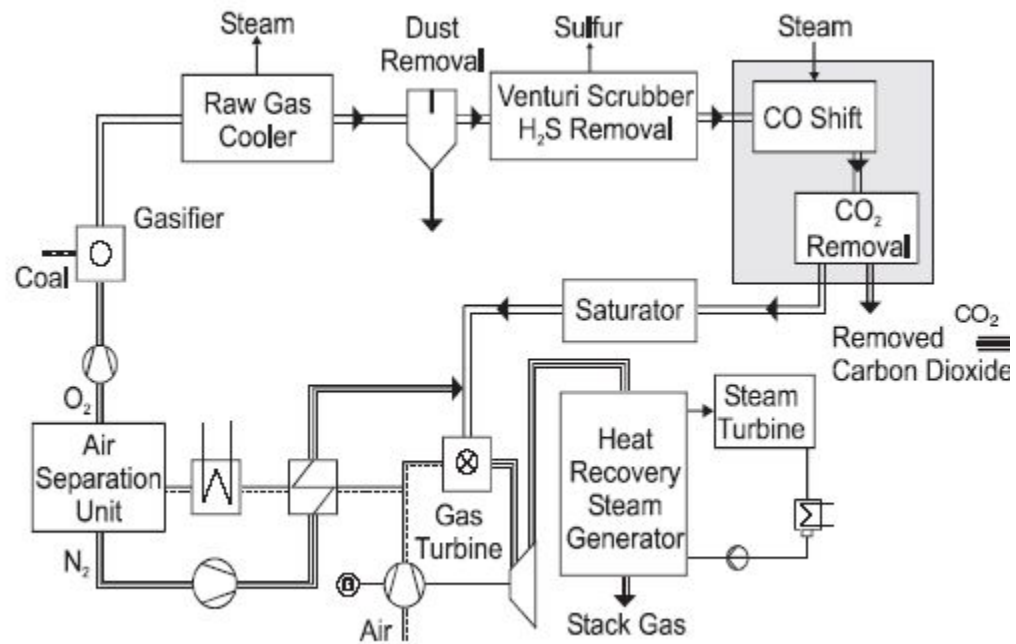 Steam
Raw Gas
Cooler
Dust
Removal
Sulfur
Venturi Scrubber
H₂S Removal
Steam
CO Shift
CO₂
Removal
Gasifier
Coal
Saturator
Removed
CO₂
Carbon Dioxide
O₂
Air
Separation
Unit
N₂
Gas
Turbine
Air
G
Heat
Recovery
Steam
Generator
Steam
Turbine
Stack Gas